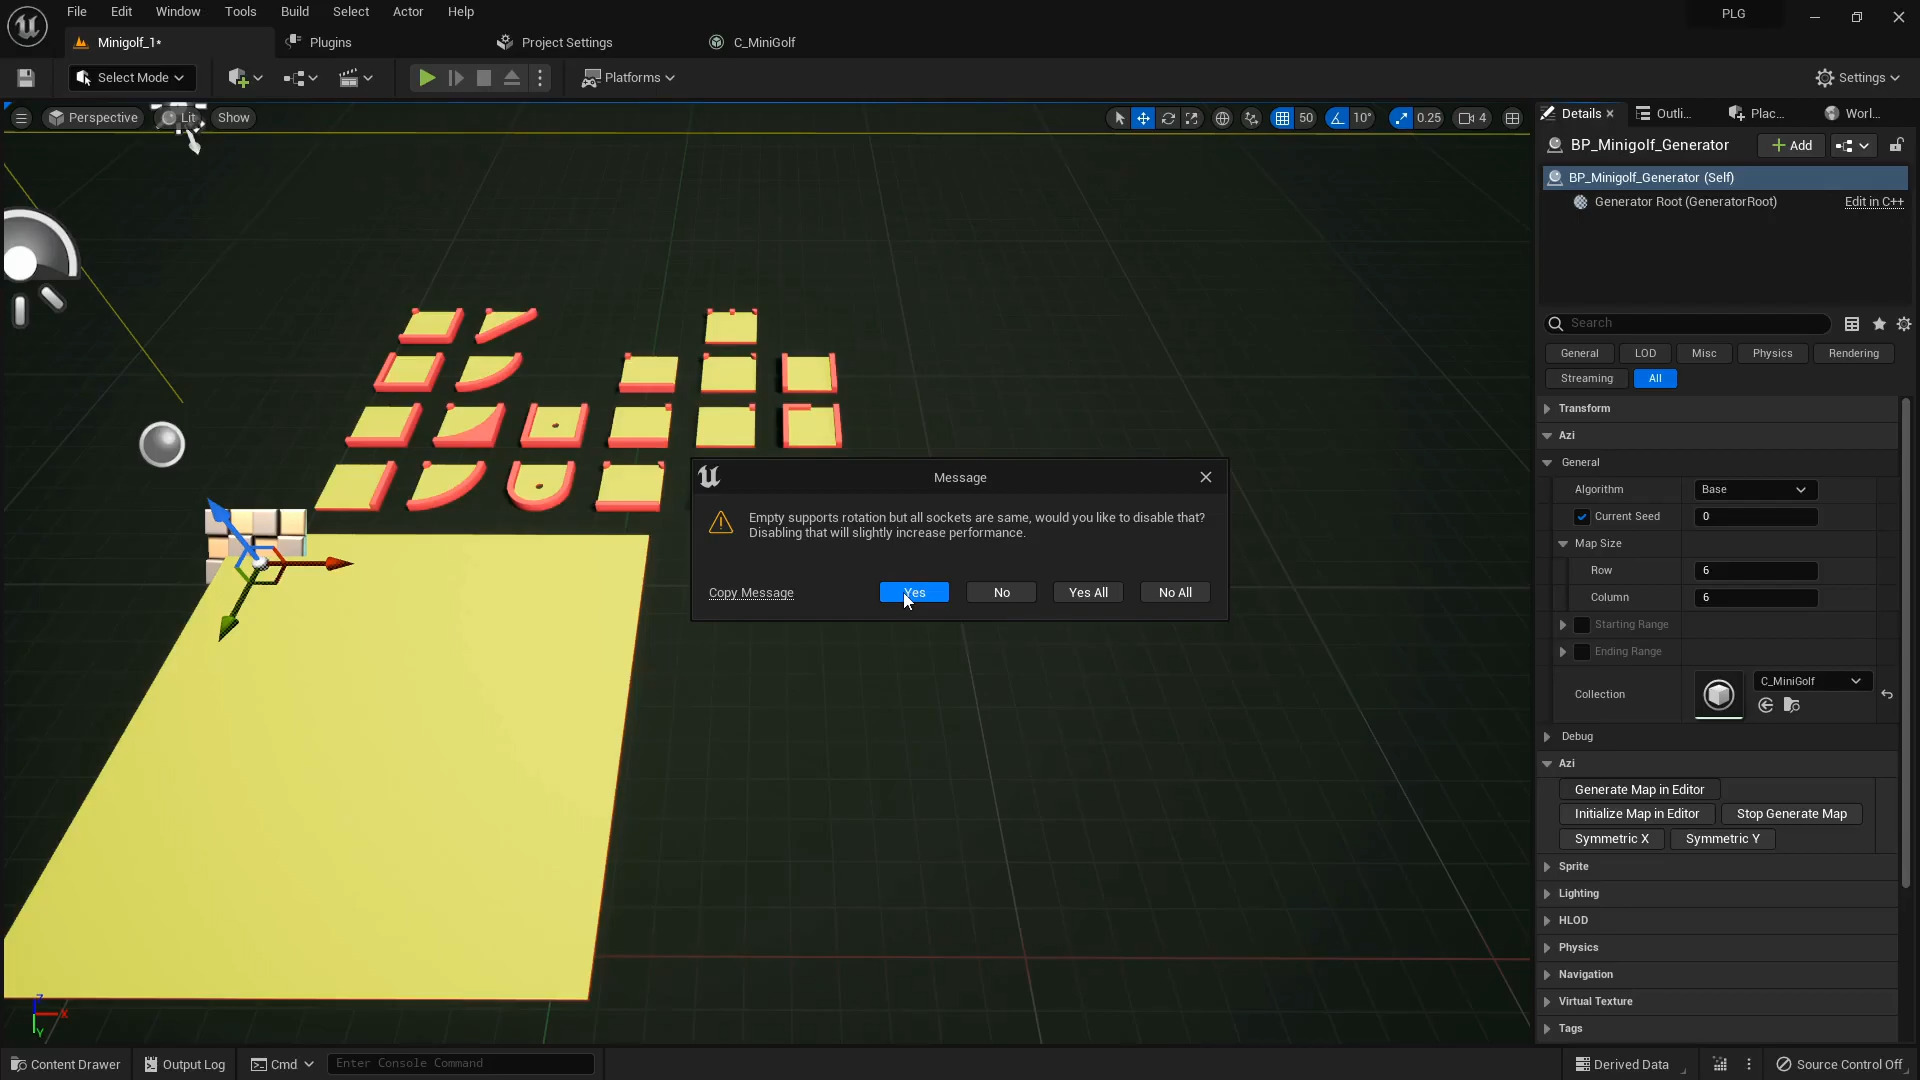 File Edit Window Tools Build Select Actor Help
PLG
Minigolf_1*
Plugins
Project Settings
C_MiniGolf
Select Mode
Platforms
Settings
Perspective
Lit
Show
50
10°
0.25
4
Details
Outli...
Plac...
Worl...
BP_Minigolf_Generator
Add
BP_Minigolf_Generator (Self)
Generator Root (GeneratorRoot)
Edit in C++
Search
General
LOD
Misc
Physics
Rendering
Streaming
All
Transform
Azi
General
Algorithm
Base
Current Seed
0
Map Size
Row
6
Column
6
Starting Range
Ending Range
Collection
C_MiniGolf
Debug
Azi
Generate Map in Editor
Initialize Map in Editor
Stop Generate Map
Symmetric X
Symmetric Y
Sprite
Lighting
HLOD
Physics
Navigation
Virtual Texture
Tags
Message
Empty supports rotation but all sockets are same, would you like to disable that?
Disabling that will slightly increase performance.
Copy Message
Yes
No
Yes All
No All
Z
X
Y
Content Drawer
Output Log
Cmd
Enter Console Command
Derived Data
Source Control Off